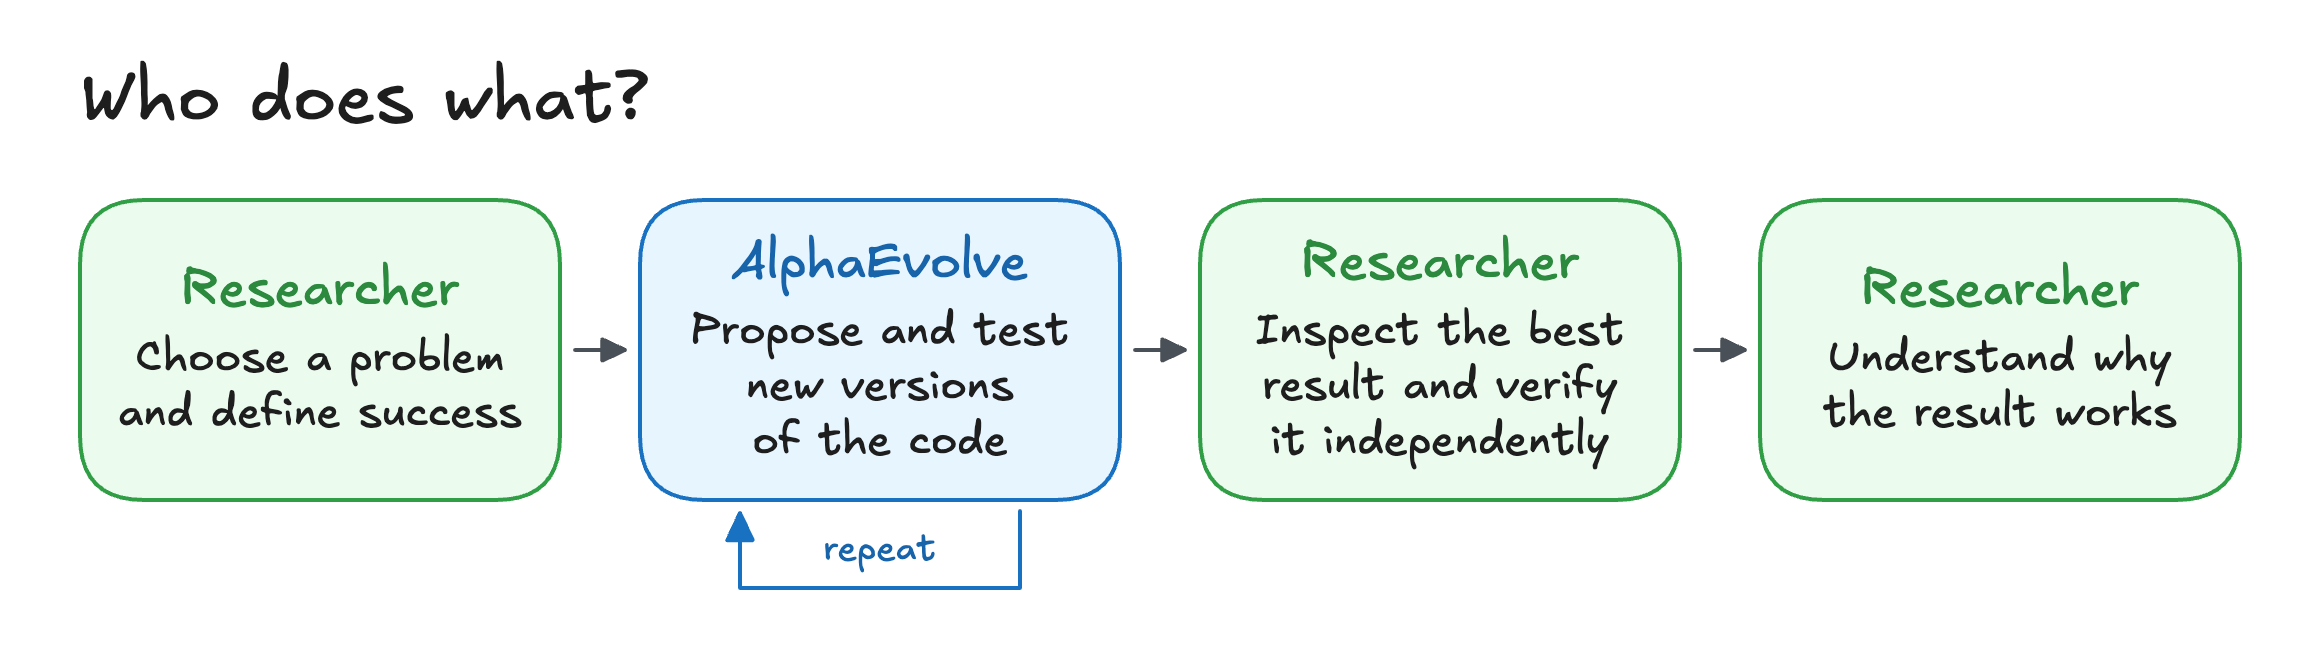 Who does what?
Researcher
Choose a problem
and define success
AlphaEvolve
Propose and test
new versions
of the code
repeat
Researcher
Inspect the best
result and verify
it independently
Researcher
Understand why
the result works